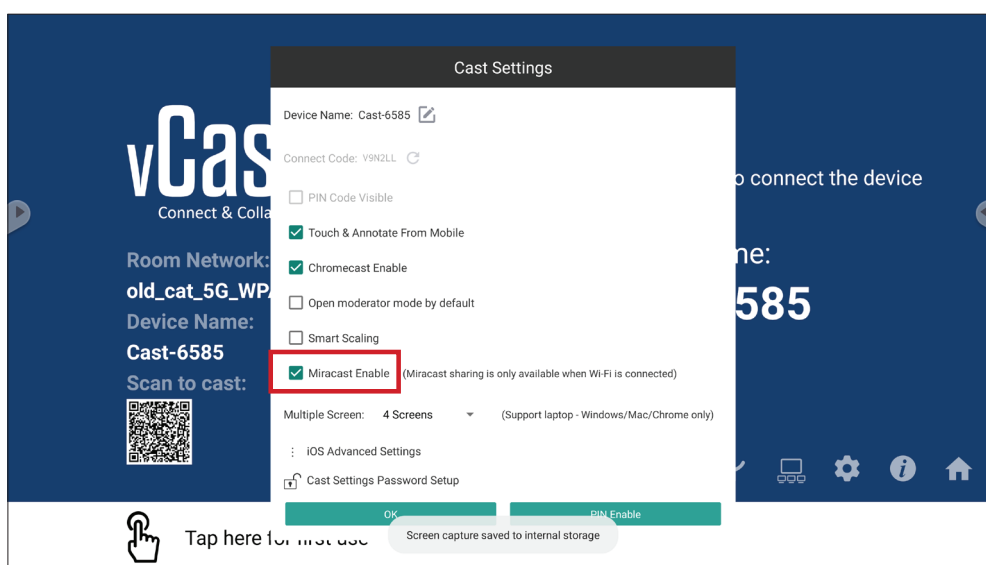 Cast Settings
Device Name: Cast-6585
Connect Code: V9N2LL
PIN Code Visible
Touch & Annotate From Mobile
Chromecast Enable
Open moderator mode by default
Smart Scaling
Miracast Enable (Miracast sharing is only available when Wi-Fi is connected)
Multiple Screen: 4 Screens (Support laptop - Windows/Mac/Chrome only)
iOS Advanced Settings
Cast Settings Password Setup
OK PIN Enable
Screen capture saved to internal storage
vCas
Connect & Colla
Room Network:
old_cat_5G_WP
Device Name:
Cast-6585
Scan to cast:
o connect the device
ne:
585
Tap here for first use